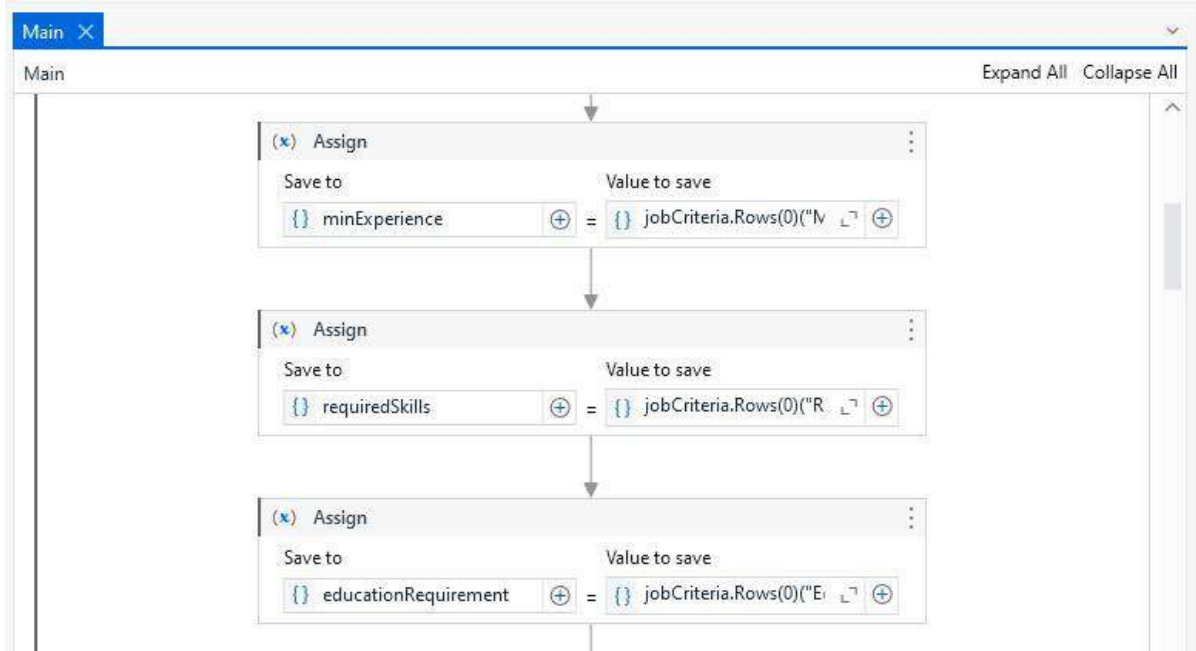 Main
Main Expand All Collapse All
(x) Assign
Save to Value to save
{} minExperience = {} jobCriteria.Rows(0)("M
(x) Assign
Save to Value to save
{} requiredSkills = {} jobCriteria.Rows(0)("R
(x) Assign
Save to Value to save
{} educationRequirement = {} jobCriteria.Rows(0)("E